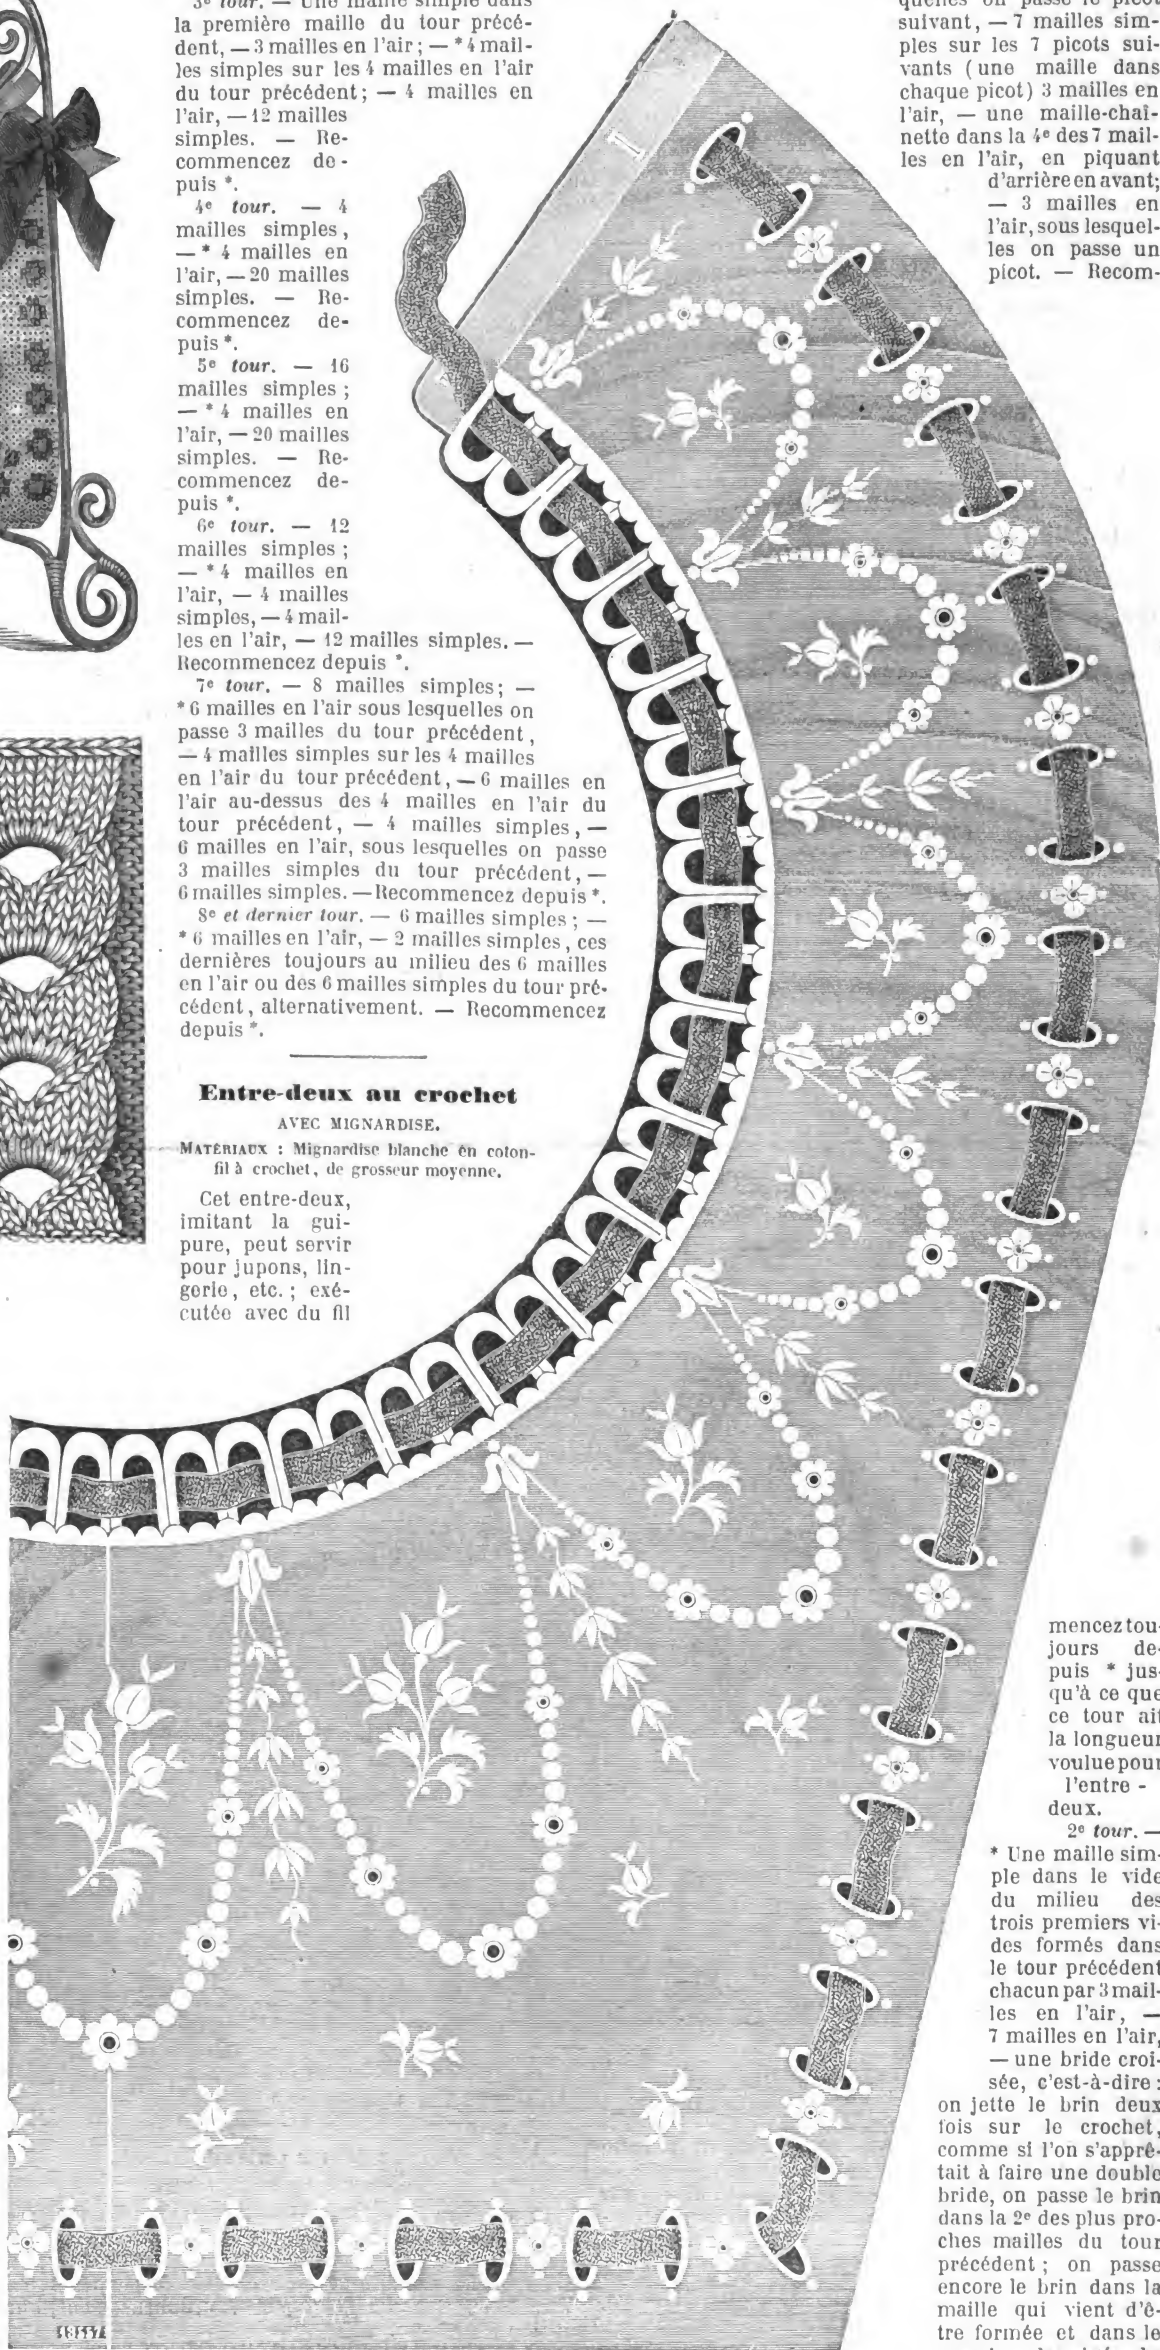 3e tour. — Une maille simple dans
la première maille du tour précé-
dent, — 3 mailles en l'air; — * 4 mail-
les simples sur les 4 mailles en l'air
du tour précédent; — 4 mailles en
l'air, — 12 mailles
simples. — Re-
commencez de-
puis *.
4e tour. — 4
mailles simples,
— * 4 mailles en
l'air, — 20 mailles
simples. — Re-
commencez de-
puis *.
5e tour. — 16
mailles simples;
— * 4 mailles en
l'air, — 20 mailles
simples. — Re-
commencez de-
puis *.
6e tour. — 12
mailles simples;
— * 4 mailles en
l'air, — 4 mailles
simples, — 4 mail-
les en l'air, — 12 mailles simples. —
Recommencez depuis *.
7e tour. — 8 mailles simples; —
* 6 mailles en l'air sous lesquelles on
passe 3 mailles du tour précédent,
— 4 mailles simples sur les 4 mailles
en l'air du tour précédent, — 6 mailles en
l'air au-dessus des 4 mailles en l'air du
tour précédent, — 4 mailles simples, —
6 mailles en l'air, sous lesquelles on passe
3 mailles simples du tour précédent, —
6 mailles simples. — Recommencez depuis *.
8e et dernier tour. — 6 mailles simples; —
* 6 mailles en l'air, — 2 mailles simples, ces
dernières toujours au milieu des 6 mailles
en l'air ou des 6 mailles simples du tour pré-
cédent, alternativement. — Recommencez
depuis *.
Entre-deux au crochet
AVEC MIGNARDISE.
MATÉRIAUX : Mignardise blanche en coton-
fil à crochet, de grosseur moyenne.
Cet entre-deux,
imitant la gui-
pure, peut servir
pour jupons, lin-
gerie, etc.; exé-
cutée avec du fil
quelles on passe le picot
suivant, — 7 mailles sim-
ples sur les 7 picots sui-
vants (une maille dans
chaque picot) 3 mailles en
l'air, — une maille-chaî-
nette dans la 4e des 7 mail-
les en l'air, en piquant
d'arrière en avant;
— 3 mailles en
l'air, sous lesquel-
les on passe un
picot. — Recom-
mencez tou-
jours de-
puis * jus-
qu'à ce que
ce tour ait
la longueur
voulue pour
l'entre-
deux.
2e tour. —
* Une maille sim-
ple dans le vide
du milieu des
trois premiers vi-
des formés dans
le tour précédent
chacun par 3 mail-
les en l'air, —
7 mailles en l'air,
— une bride croi-
sée, c'est-à-dire :
on jette le brin deux
fois sur le crochet,
comme si l'on s'apprê-
tait à faire une double
bride, on passe le brin
dans la 2e des plus pro-
ches mailles du tour
précédent; on passe
encore le brin dans la
maille qui vient d'ê-
tre formée et dans le